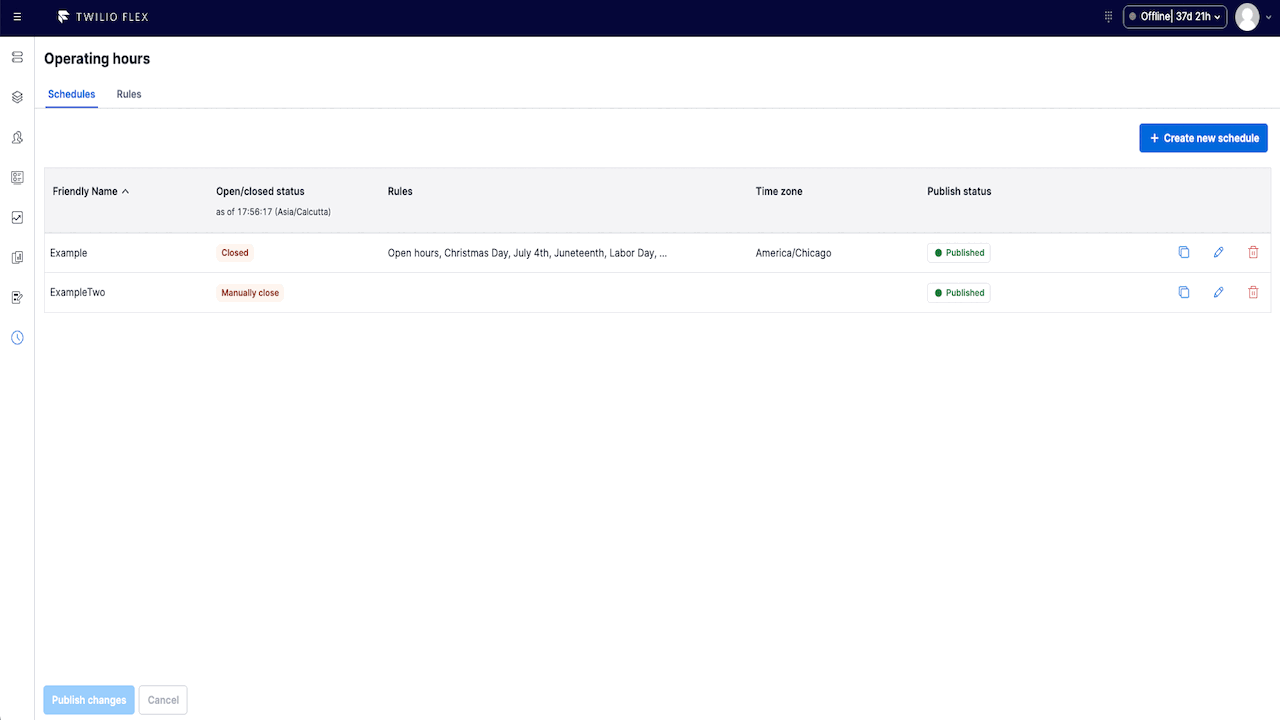 TWILIO FLEX
Offline| 37d 21h
Operating hours
Schedules Rules
+ Create new schedule
Friendly Name Open/closed status Rules Time zone Publish status
as of 17:56:17 (Asia/Calcutta)
Example Closed Open hours, Christmas Day, July 4th, Juneteenth, Labor Day, ... America/Chicago Published
ExampleTwo Manually close Published
Publish changes Cancel